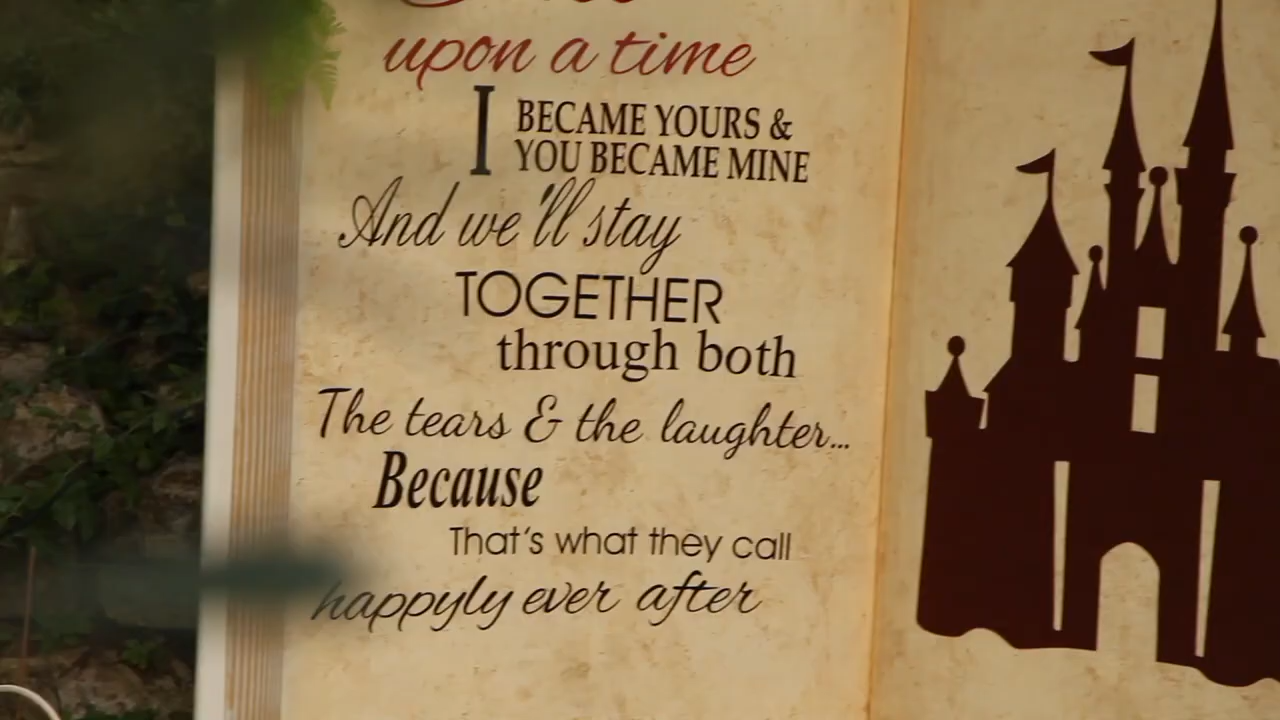 upon a time
I BECAME YOURS &
YOU BECAME MINE
And we'll stay
TOGETHER
through both
The tears & the laughter...
Because
That's what they call
happyly ever after